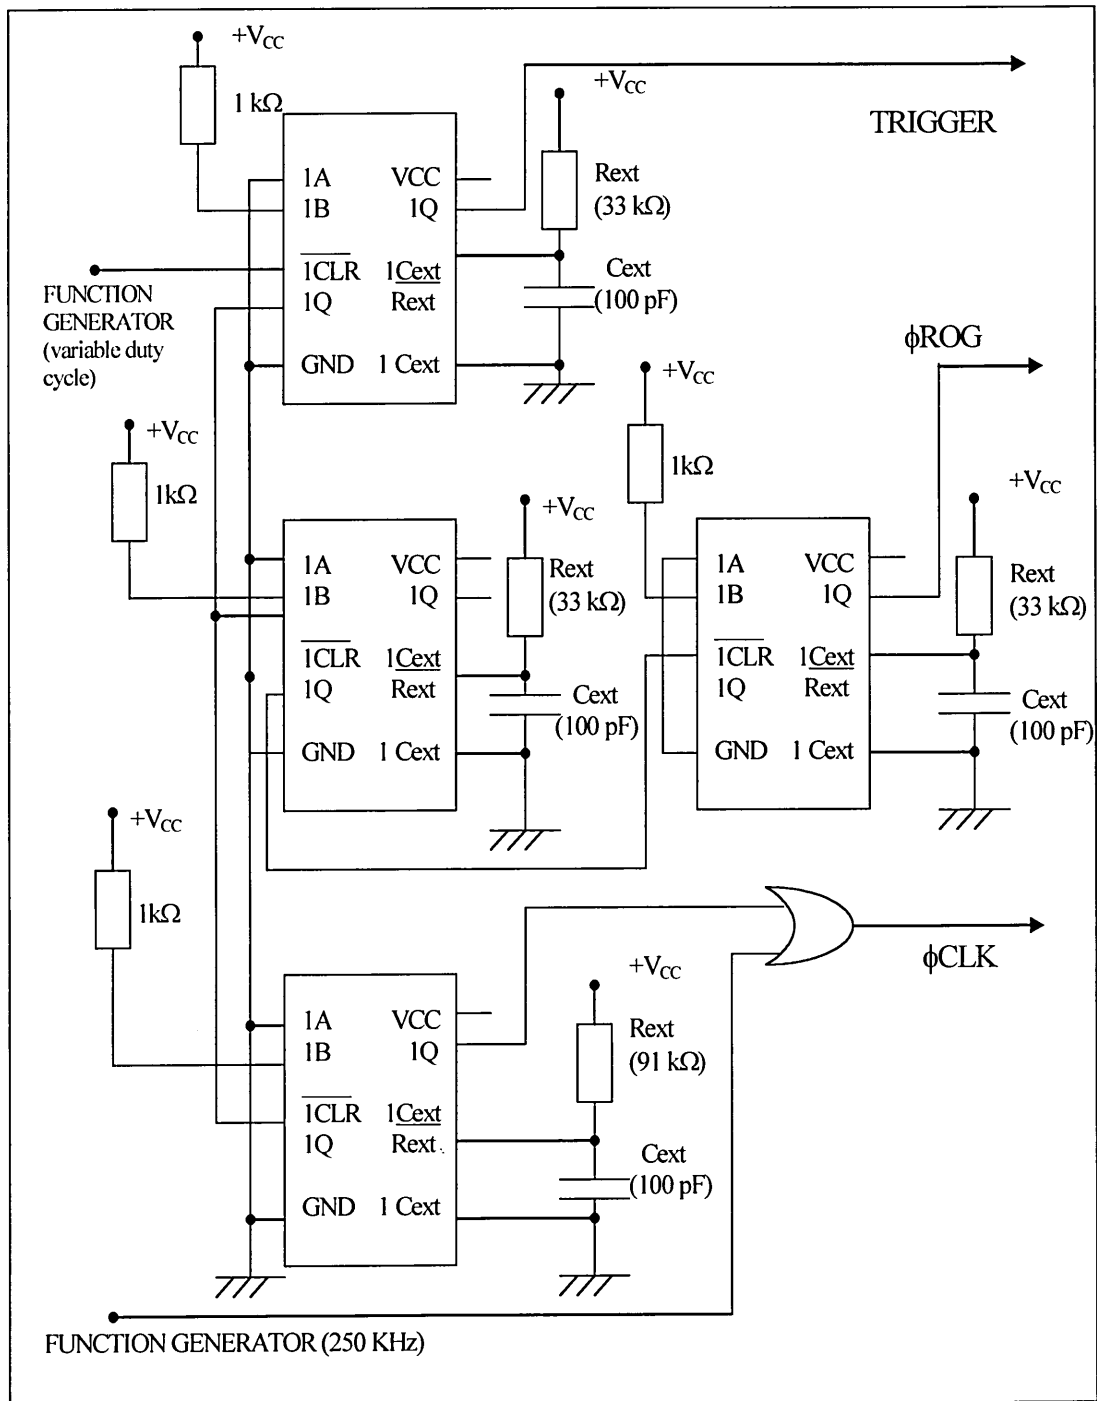 +VCC
1 kΩ
+VCC
TRIGGER
1A
VCC
1B
1Q
Rext
(33 kΩ)
1CLR
1Cext
1Q
Rext
Cext
(100 pF)
GND
1 Cext
FUNCTION
GENERATOR
(variable duty
cycle)
ϕROG
+VCC
+VCC
1kΩ
1kΩ
+VCC
+VCC
1A
VCC
1B
1Q
Rext
(33 kΩ)
1CLR
1Cext
1Q
Rext
Cext
(100 pF)
GND
1 Cext
1A
VCC
1B
1Q
Rext
(33 kΩ)
1CLR
1Cext
1Q
Rext
Cext
(100 pF)
GND
1 Cext
+VCC
1kΩ
ϕCLK
+VCC
1A
VCC
1B
1Q
Rext
(91 kΩ)
1CLR
1Cext
1Q
Rext
Cext
(100 pF)
GND
1 Cext
FUNCTION GENERATOR (250 KHz)